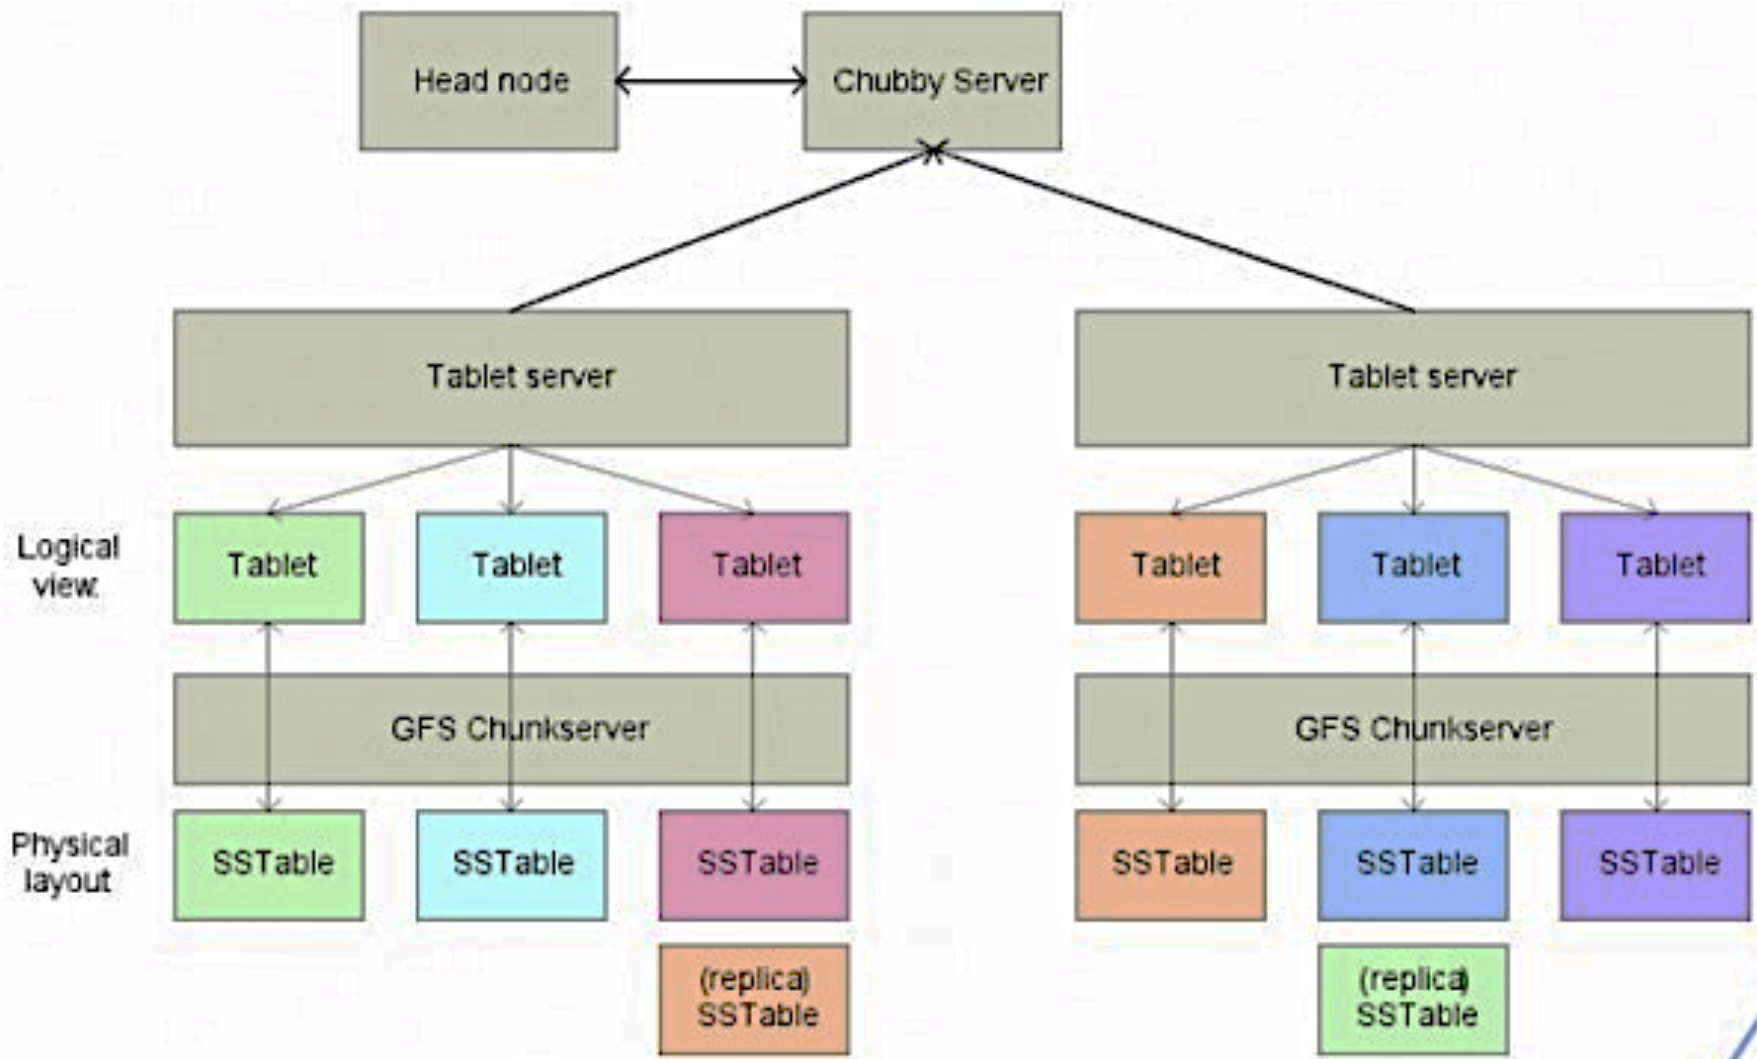 Head node
Chubby Server
Tablet server
Tablet server
Logical
view.
Tablet
Tablet
Tablet
Tablet
Tablet
Tablet
GFS Chunkserver
GFS Chunkserver
Physical
layout
SSTable
SSTable
SSTable
SSTable
SSTable
SSTable
(replica)
SSTable
(replica)
SSTable